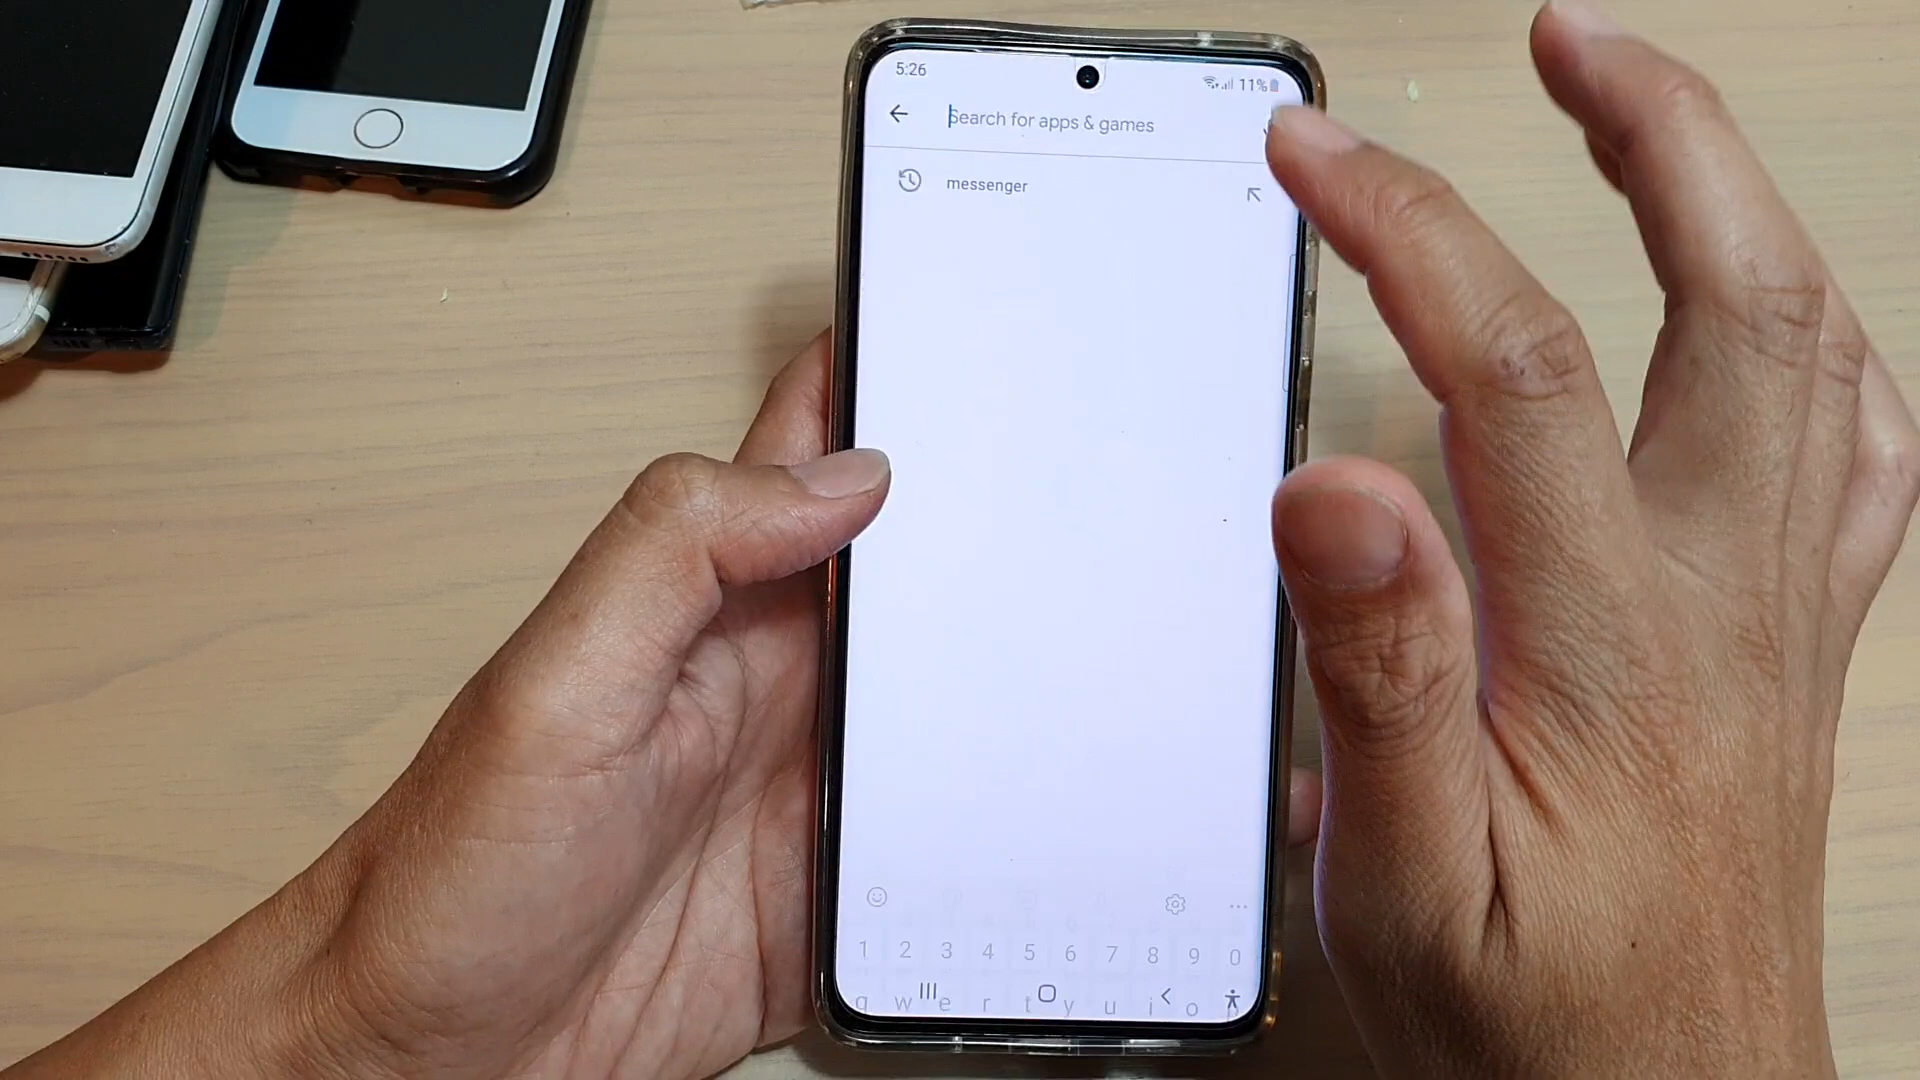 5:26
11%
Search for apps & games
messenger
1 2 3 4 5 6 7 8 9 0
q w e r t y u i o